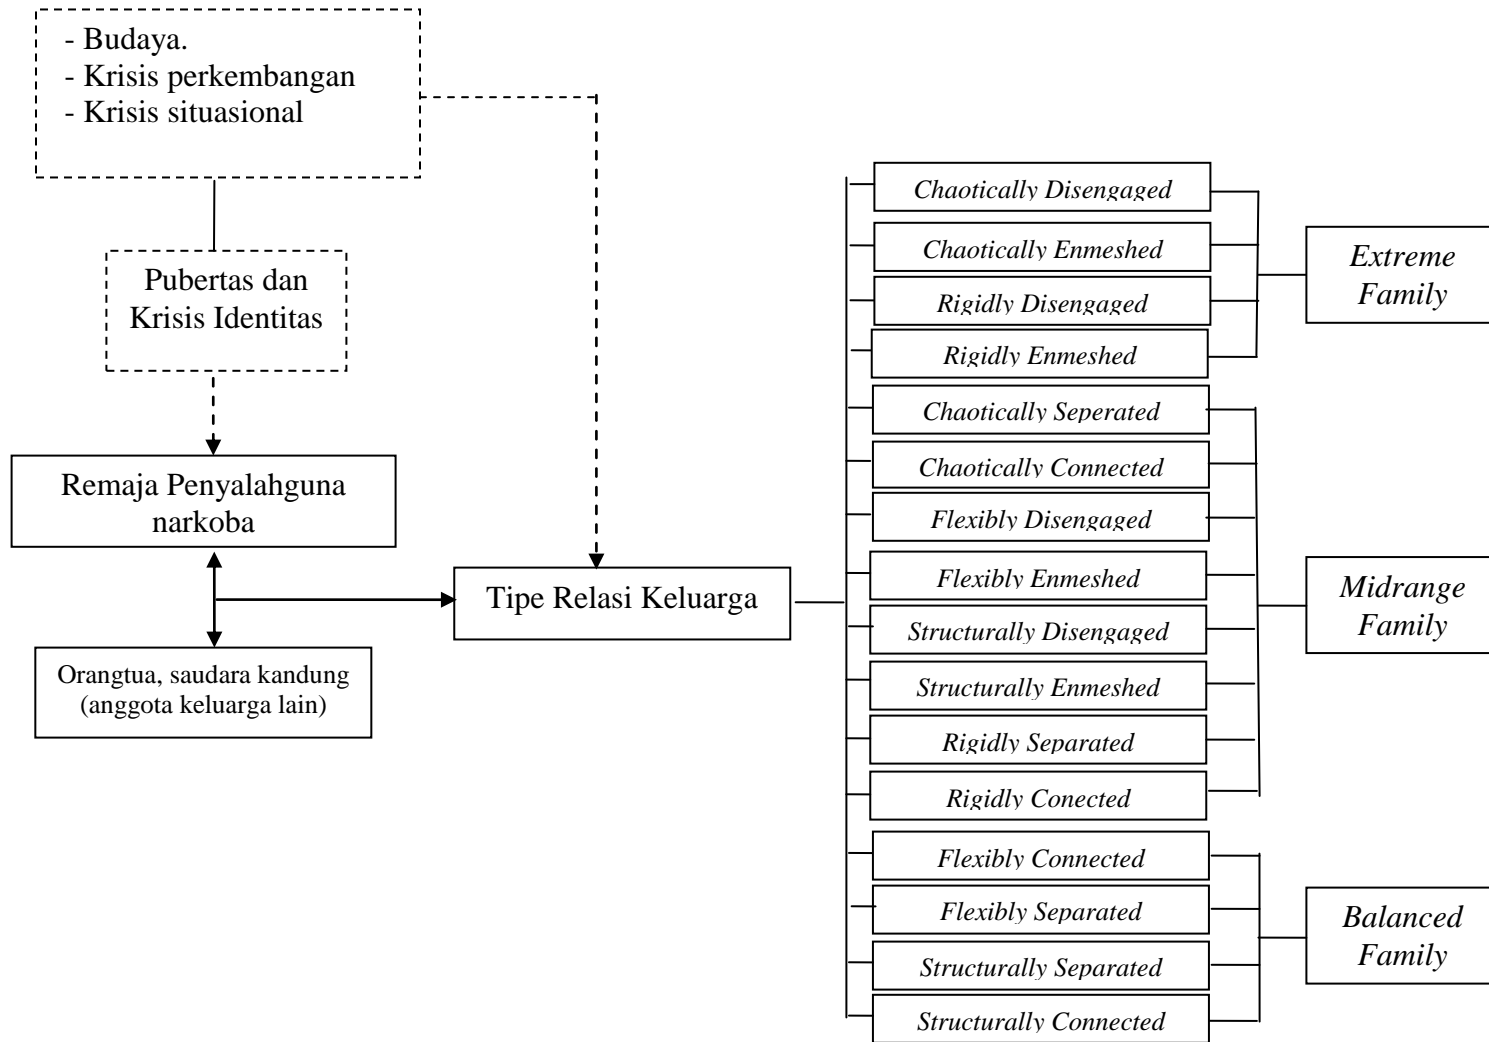 - Budaya.
- Krisis perkembangan
- Krisis situasional
Pubertas dan
Krisis Identitas
Remaja Penyalahguna
narkoba
Orangtua, saudara kandung
(anggota keluarga lain)
Tipe Relasi Keluarga
Chaotically Disengaged
Chaotically Enmeshed
Rigidly Disengaged
Rigidly Enmeshed
Chaotically Seperated
Chaotically Connected
Flexibly Disengaged
Flexibly Enmeshed
Structurally Disengaged
Structurally Enmeshed
Rigidly Separated
Rigidly Conected
Flexibly Connected
Flexibly Separated
Structurally Separated
Structurally Connected
Extreme
Family
Midrange
Family
Balanced
Family